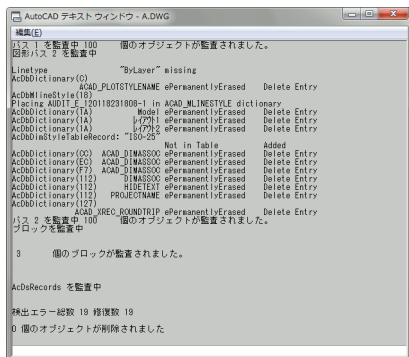 AutoCAD テキスト ウィンドウ - A.DWG
編集(E)
パス 1 を監査中 100 個のオブジェクトが監査されました。
図形パス 2 を監査中
Linetype "ByLayer" missing
AcDbDictionary(C)
ACAD_PLOTSTYLENAME ePermanentlyErased Delete Entry
AcDbMlineStyle(18)
Placing AUDIT_E_120118231808-1 in ACAD_MLINESTYLE dictionary
AcDbDictionary(1A) Model ePermanentlyErased Delete Entry
AcDbDictionary(1A) ﾚｲｱｳﾄ1 ePermanentlyErased Delete Entry
AcDbDictionary(1A) ﾚｲｱｳﾄ2 ePermanentlyErased Delete Entry
AcDbDimStyleTableRecord: "ISO-25"
Not in Table Added
AcDbDictionary(CC) ACAD_DIMASSOC ePermanentlyErased Delete Entry
AcDbDictionary(EC) ACAD_DIMASSOC ePermanentlyErased Delete Entry
AcDbDictionary(F7) ACAD_DIMASSOC ePermanentlyErased Delete Entry
AcDbDictionary(112) DIMASSOC ePermanentlyErased Delete Entry
AcDbDictionary(112) HIDETEXT ePermanentlyErased Delete Entry
AcDbDictionary(112) PROJECTNAME ePermanentlyErased Delete Entry
AcDbDictionary(127)
ACAD_XREC_ROUNDTRIP ePermanentlyErased Delete Entry
パス 2 を監査中 100 個のオブジェクトが監査されました。
ブロックを監査中
3 個のブロックが監査されました。
AcDsRecords を監査中
検出エラー総数 19 修復数 19
0 個のオブジェクトが削除されました